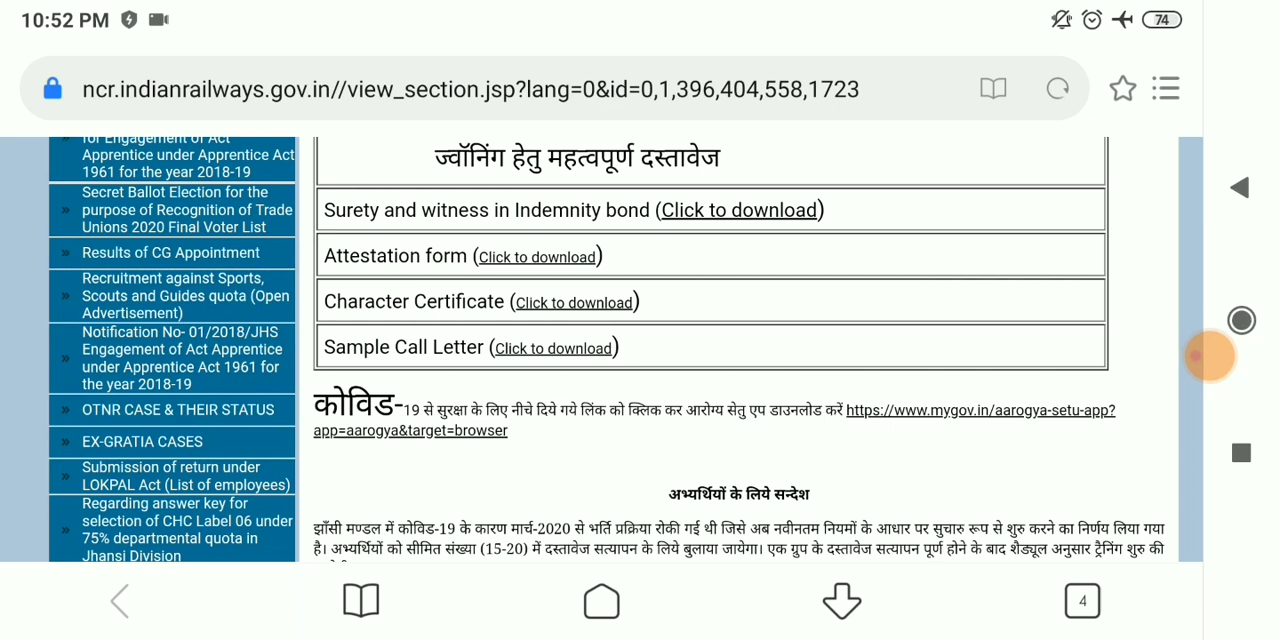 10:52 PM
74
ncr.indianrailways.gov.in//view_section.jsp?lang=0&id=0,1,396,404,558,1723
for Engagement of Act
Apprentice under Apprentice Act
1961 for the year 2018-19
Secret Ballot Election for the
purpose of Recognition of Trade
Unions 2020 Final Voter List
Results of CG Appointment
Recruitment against Sports,
Scouts and Guides quota (Open
Advertisement)
Notification No- 01/2018/JHS
Engagement of Act Apprentice
under Apprentice Act 1961 for
the year 2018-19
OTNR CASE & THEIR STATUS
EX-GRATIA CASES
Submission of return under
LOKPAL Act (List of employees)
Regarding answer key for
selection of CHC Label 06 under
75% departmental quota in
Jhansi Division
ज्वॉनिंग हेतु महत्वपूर्ण दस्तावेज
Surety and witness in Indemnity bond (Click to download)
Attestation form (Click to download)
Character Certificate (Click to download)
Sample Call Letter (Click to download)
कोविड-19 से सुरक्षा के लिए नीचे दिये गये लिंक को क्लिक कर आरोग्य सेतु एप डाउनलोड करें https://www.mygov.in/aarogya-setu-app?
app=aarogya&target=browser
अभ्यर्थियों के लिये सन्देश
झाँसी मण्डल में कोविड-19 के कारण मार्च-2020 से भर्ति प्रक्रिया रोकी गई थी जिसे अब नवीनतम नियमों के आधार पर सुचारु रूप से शुरु करने का निर्णय लिया गया
है। अभ्यर्थियों को सीमित संख्या (15-20) में दस्तावेज सत्यापन के लिये बुलाया जायेगा। एक ग्रुप के दस्तावेज सत्यापन पूर्ण होने के बाद शैड्यूल अनुसार ट्रैनिंग शुरु की
4